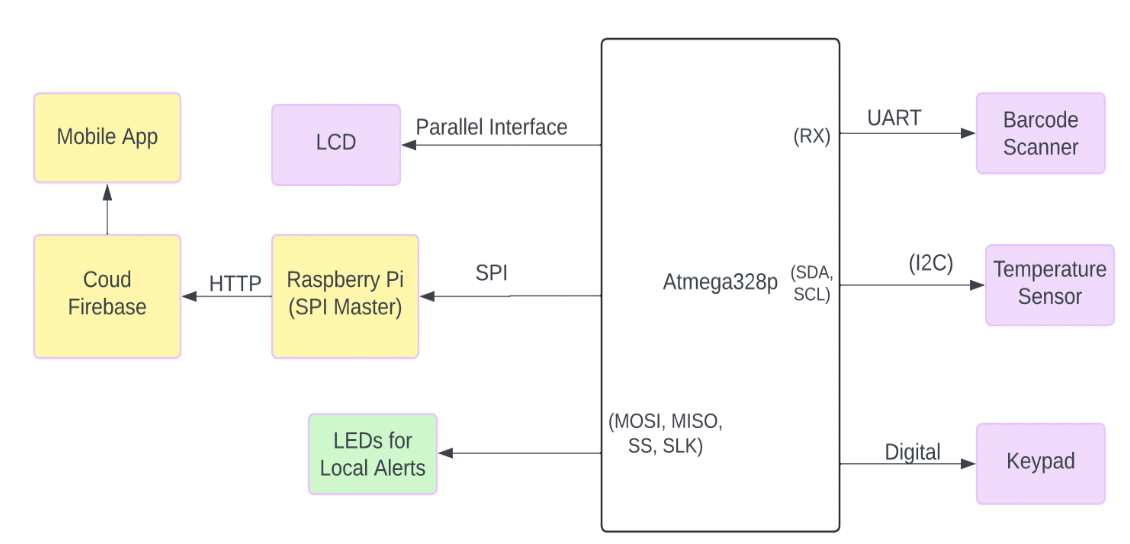 Mobile App
LCD
Parallel Interface
(RX)
UART
Barcode
Scanner
Coud
Firebase
HTTP
Raspberry Pi
(SPI Master)
SPI
Atmega328p
(SDA,
SCL)
(I2C)
Temperature
Sensor
LEDs for
Local Alerts
(MOSI, MISO,
SS, SLK)
Digital
Keypad